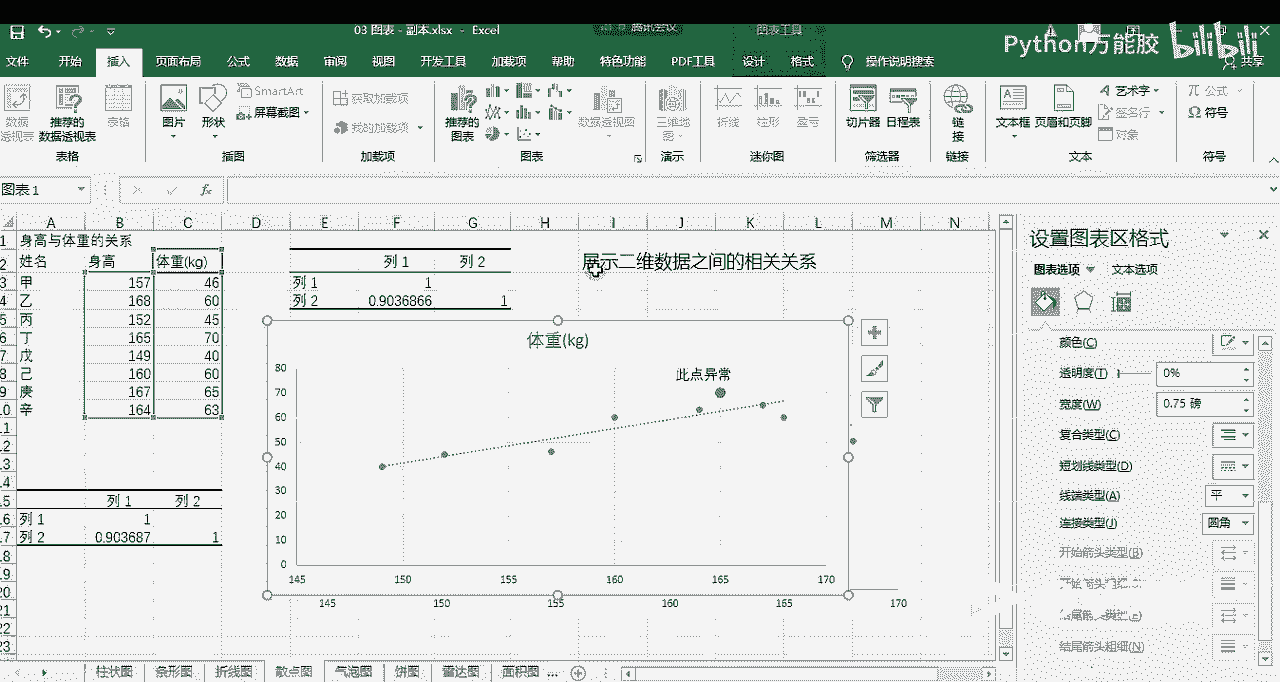 03 图表 - 副本.xlsx - Excel
腾讯会议
图表工具
Python万能胶 bilibili
文件 开始 插入 页面布局 公式 数据 审阅 视图 开发工具 加载项 帮助 特色功能 PDF工具 设计 格式 操作说明搜索 共享
数据透视表 推荐的数据透视表 表格 图片 形状 SmartArt 屏幕截图 获取加载项 我的加载项 推荐的图表 数据透视图 三维地图 折线 柱形 盈亏 切片器 日程表 链接 文本框 页眉和页脚 艺术字 签名行 对象 公式 符号
表格 插图 加载项 图表 演示 迷你图 筛选器 链接 文本 符号
图表 1 fx
A B C D E F G H I J K L M N
1 身高与体重的关系
2 姓名 身高 体重(kg) 列 1 列 2 展示二维数据之间的相关关系
3 甲 157 46 列 1 1
4 乙 168 60 列 2 0.9036866 1
5 丙 152 45
6 丁 165 70
7 戊 149 40
8 己 160 60
9 庚 167 65
10 辛 164 63
体重(kg)
此点异常
80
70
60
50
40
30
20
10
0
145 150 155 160 165 170
145 150 155 160 165 170
列 1 列 2
列 1 1
列 2 0.903687 1
设置图表区格式
图表选项 文本选项
颜色(C)
透明度(T) 0%
宽度(W) 0.75 磅
复合类型(C)
短划线类型(D)
线端类型(A) 平
连接类型(J) 圆角
开始箭头类型(B)
结尾箭头粗细(N)
柱状图 条形图 折线图 散点图 气泡图 饼图 雷达图 面积图 ...